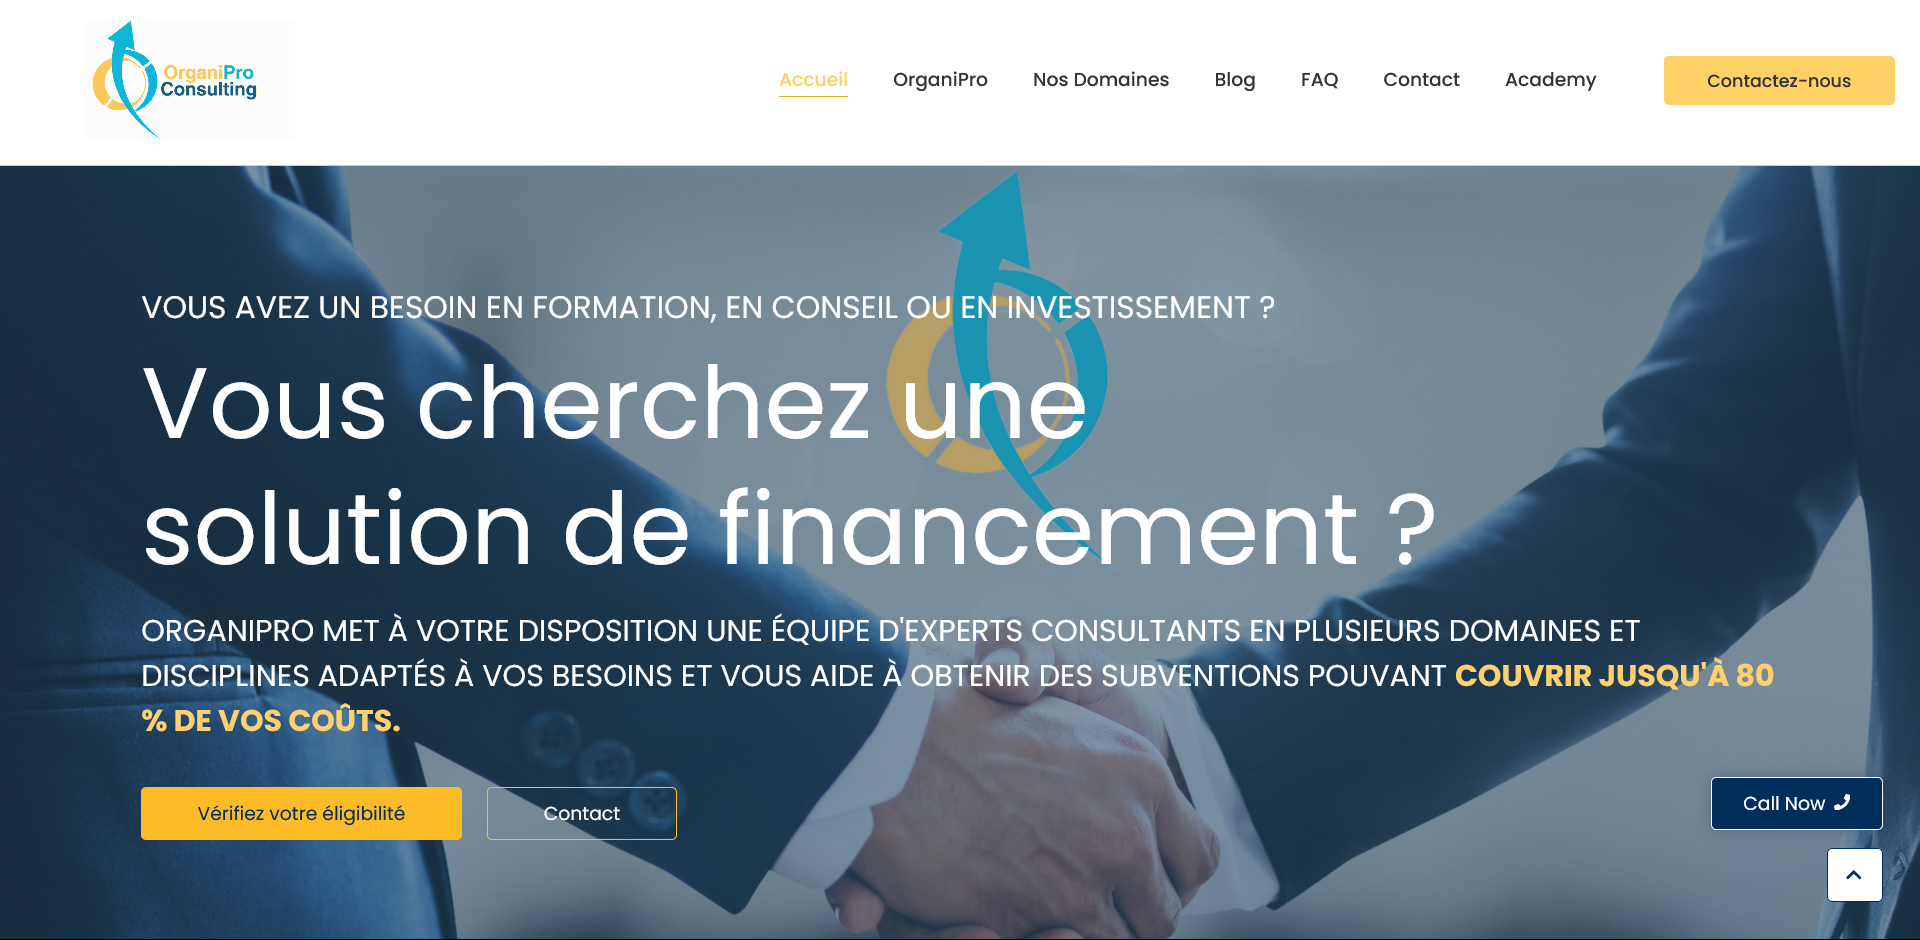 OrganiPro
Consulting
Accueil
OrganiPro
Nos Domaines
Blog
FAQ
Contact
Academy
Contactez-nous
VOUS AVEZ UN BESOIN EN FORMATION, EN CONSEIL OU EN INVESTISSEMENT ?
Vous cherchez une
solution de financement ?
ORGANIPRO MET À VOTRE DISPOSITION UNE ÉQUIPE D'EXPERTS CONSULTANTS EN PLUSIEURS DOMAINES ET
DISCIPLINES ADAPTÉS À VOS BESOINS ET VOUS AIDE À OBTENIR DES SUBVENTIONS POUVANT COUVRIR JUSQU'À 80
% DE VOS COÛTS.
Vérifiez votre éligibilité
Contact
Call Now